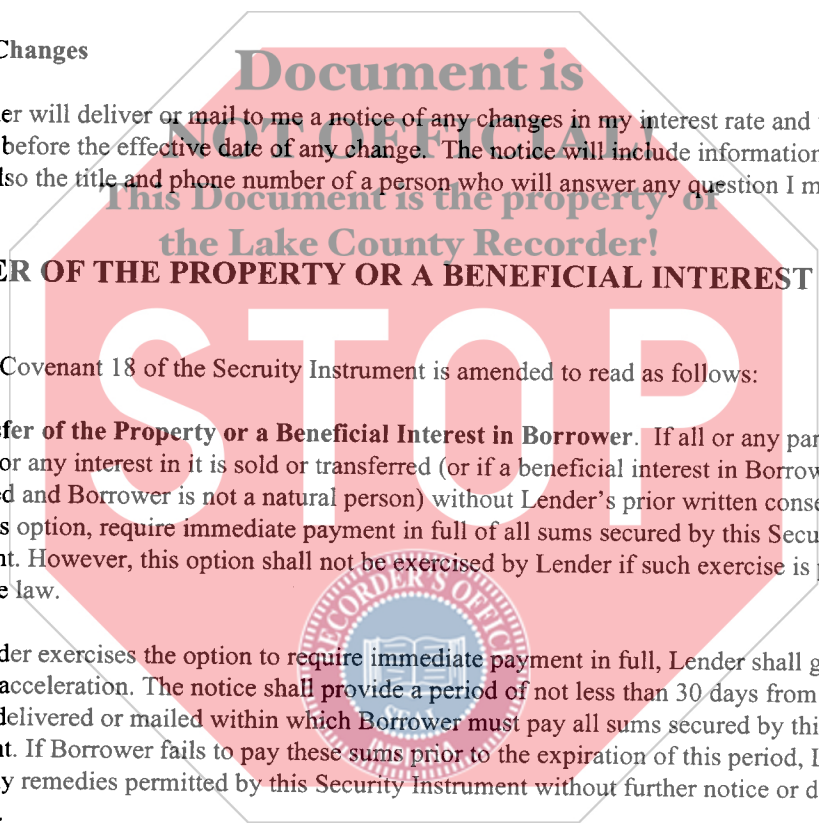 Changes
Document is
er will deliver or mail to me a notice of any changes in my interest rate and
NOT OFFICIAL!
before the effective date of any change. The notice will include information
lso the title and phone number of a person who will answer any question I m
This Document is the property of
the Lake County Recorder!
ER OF THE PROPERTY OR A BENEFICIAL INTEREST
STOP
Covenant 18 of the Secruity Instrument is amended to read as follows:
sfer of the Property or a Beneficial Interest in Borrower. If all or any par
or any interest in it is sold or transferred (or if a beneficial interest in Borrow
d and Borrower is not a natural person) without Lender's prior written conse
s option, require immediate payment in full of all sums secured by this Secu
nt. However, this option shall not be exercised by Lender if such exercise is p
e law.
RECORDER'S OFFICE
der exercises the option to require immediate payment in full, Lender shall g
acceleration. The notice shall provide a period of not less than 30 days from
delivered or mailed within which Borrower must pay all sums secured by thi
SEAL
nt. If Borrower fails to pay these sums prior to the expiration of this period, L
y remedies permitted by this Security Instrument without further notice or d